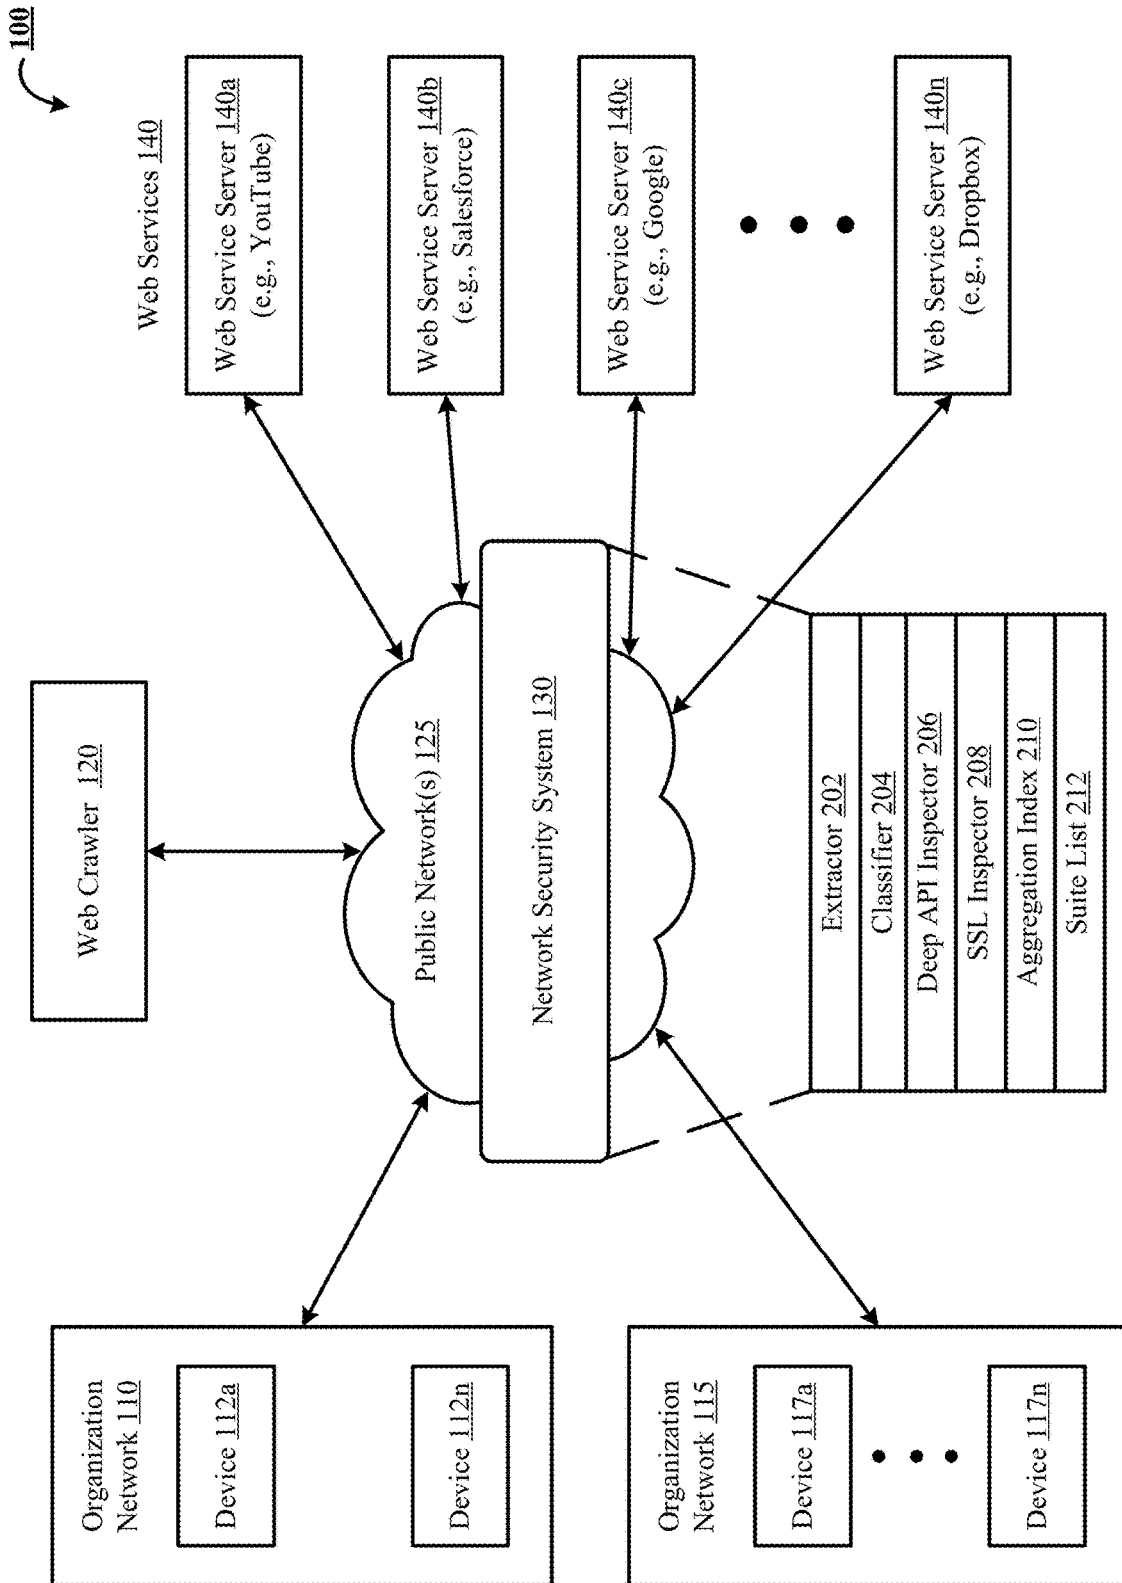 100
Web Crawler 120
Web Services 140
Web Service Server 140a
(e.g., YouTube)
Web Service Server 140b
(e.g., Salesforce)
Web Service Server 140c
(e.g., Google)
Web Service Server 140n
(e.g., Dropbox)
Public Network(s) 125
Network Security System 130
Extractor 202
Classifier 204
Deep API Inspector 206
SSL Inspector 208
Aggregation Index 210
Suite List 212
Organization
Network 110
Device 112a
Device 112n
Organization
Network 115
Device 117a
Device 117n